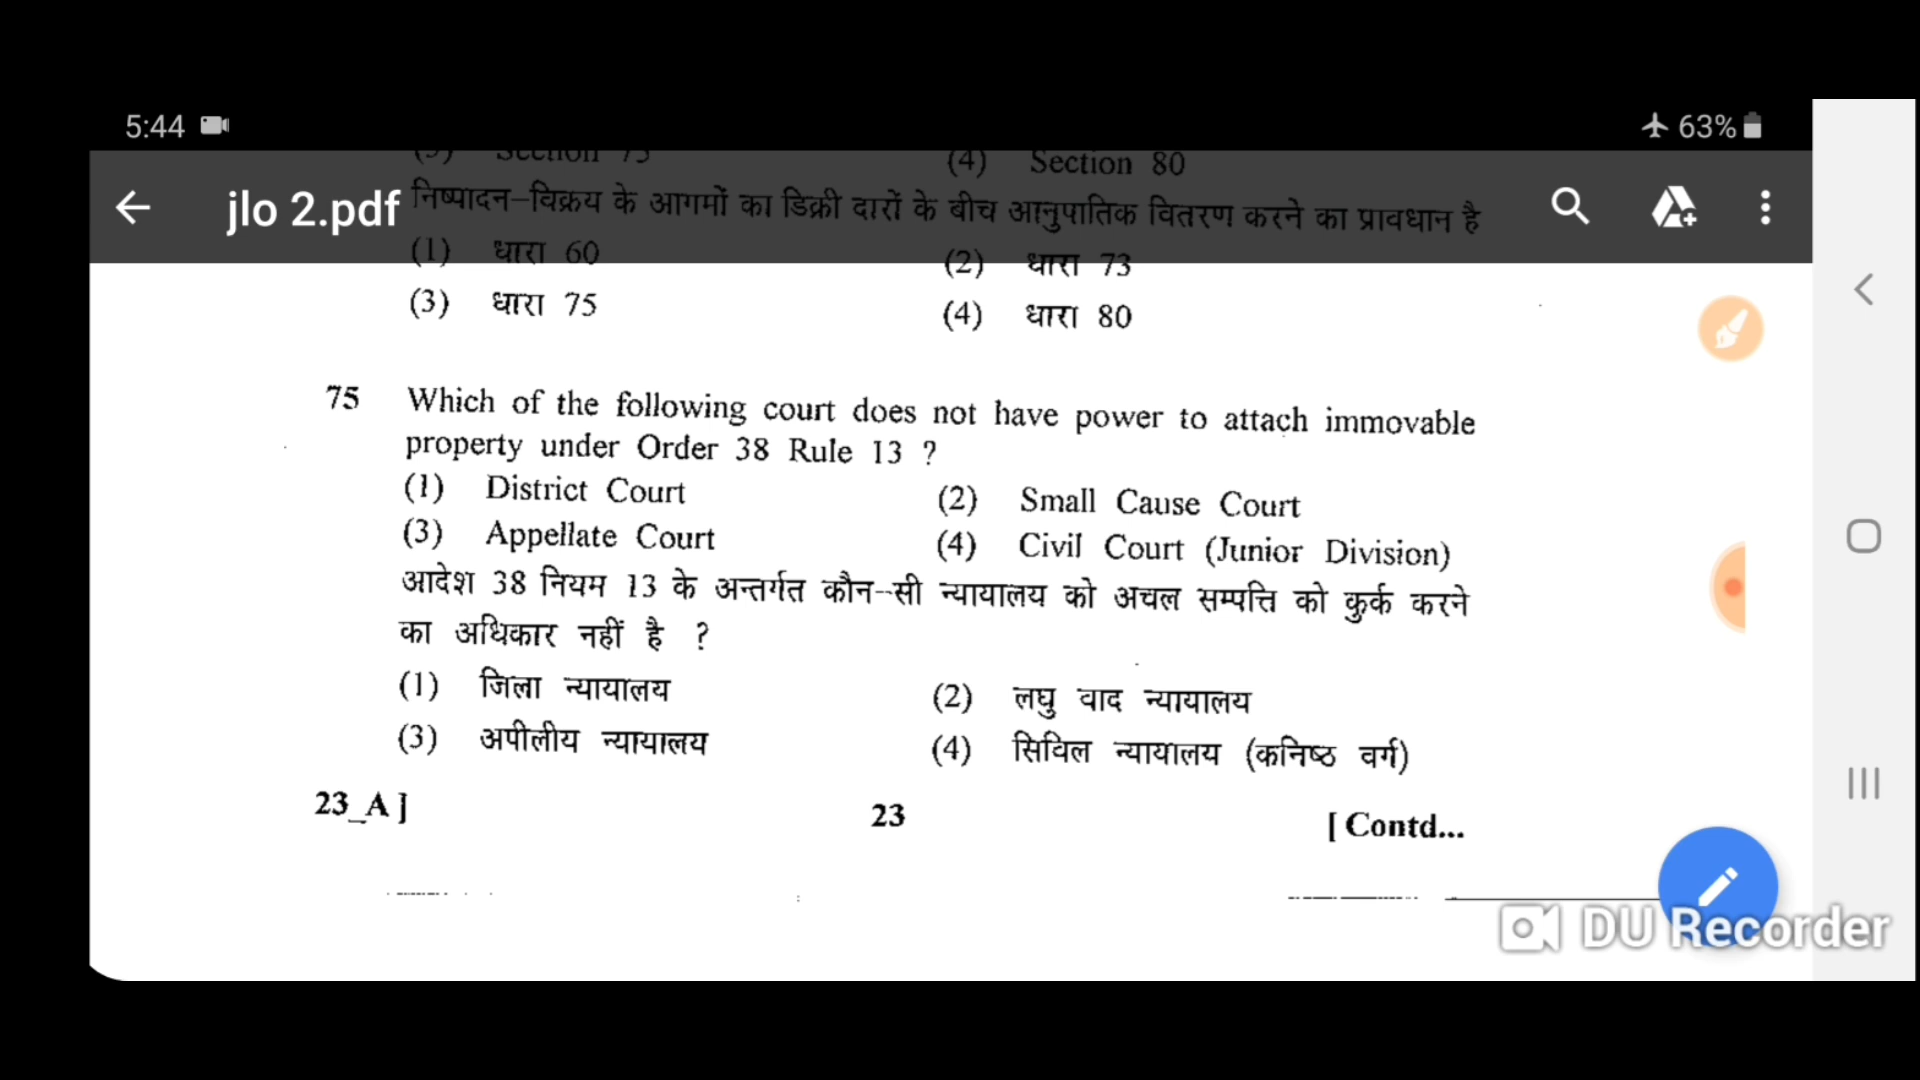 5:44
63%
(4) Section 80
jlo 2.pdf
निष्पादन-विक्रय के आगमों का डिक्री दारों के बीच आनुपातिक वितरण करने का प्रावधान है
(1) धारा 60 (2) धारा 73
(3) धारा 75 (4) धारा 80
75 Which of the following court does not have power to attach immovable
property under Order 38 Rule 13 ?
(1) District Court (2) Small Cause Court
(3) Appellate Court (4) Civil Court (Junior Division)
आदेश 38 नियम 13 के अन्तर्गत कौन-सी न्यायालय को अचल सम्पत्ति को कुर्क करने
का अधिकार नहीं है ?
(1) जिला न्यायालय (2) लघु वाद न्यायालय
(3) अपीलीय न्यायालय (4) सिविल न्यायालय (कनिष्ठ वर्ग)
23_A ] 23 [ Contd...
DU Recorder